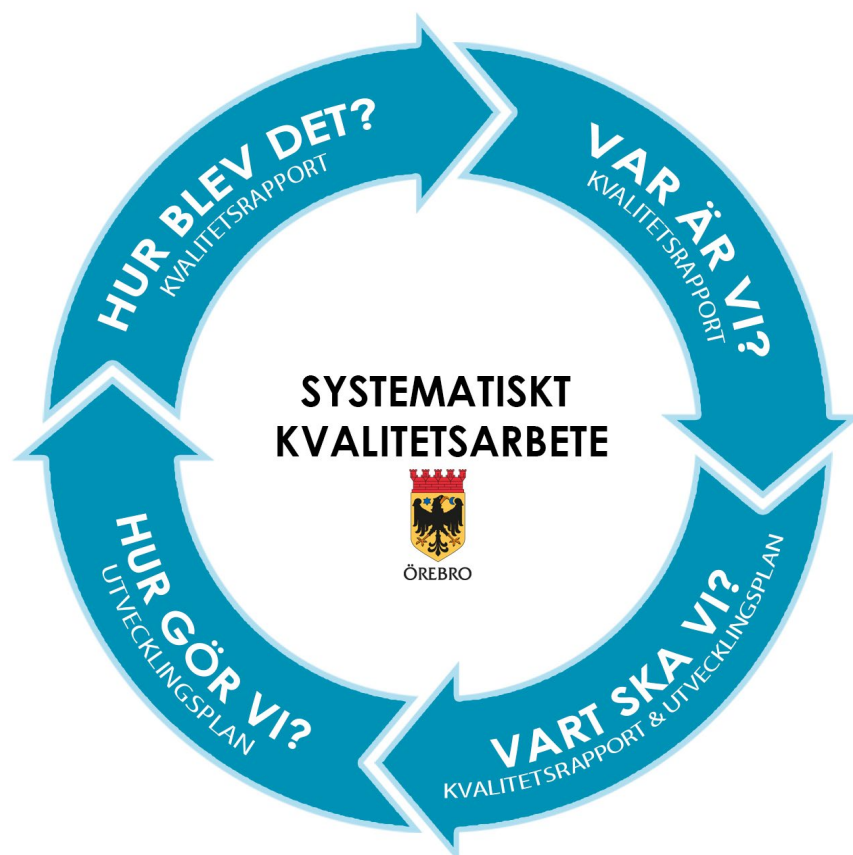 HUR BLEV DET?
KVALITETSRAPPORT
VAR ÄR VI?
KVALITETSRAPPORT
SYSTEMATISKT
KVALITETSARBETE
ÖREBRO
VART SKA VI?
KVALITETSRAPPORT & UTVECKLINGSPLAN
HUR GÖR VI?
UTVECKLINGSPLAN